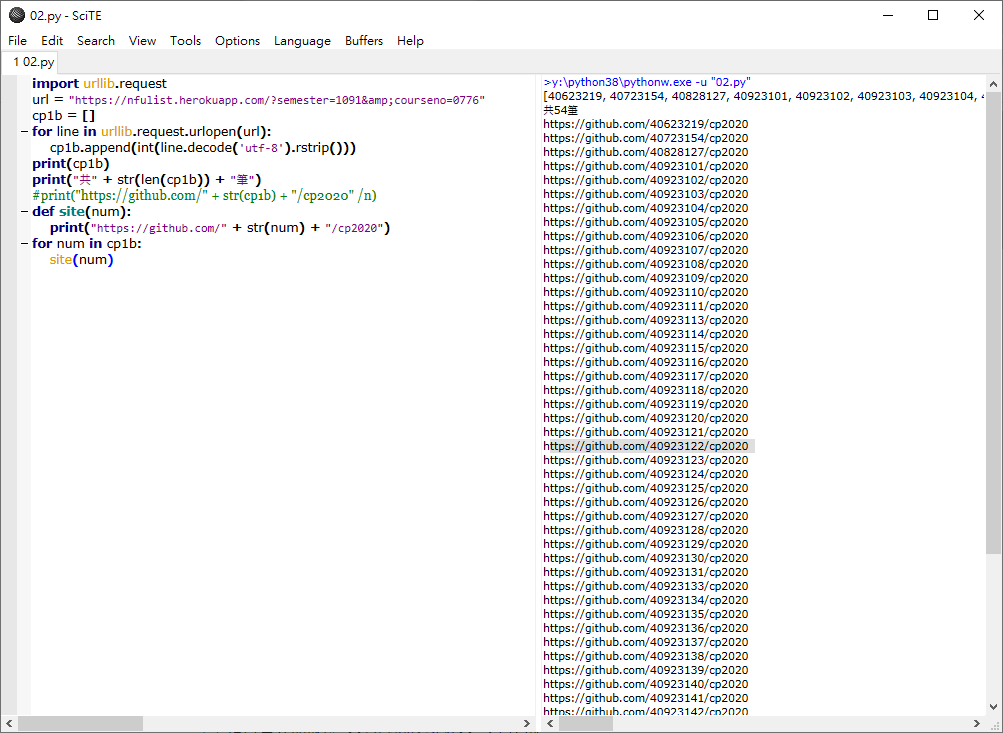 02.py - SciTE
File Edit Search View Tools Options Language Buffers Help
1 02.py
import urllib.request
url = "https://nfulist.herokuapp.com/?semester=1091&amp;courseno=0776"
cp1b = []
for line in urllib.request.urlopen(url):
cp1b.append(int(line.decode('utf-8').rstrip()))
print(cp1b)
print("共" + str(len(cp1b)) + "筆")
#print("https://github.com/" + str(cp1b) + "/cp2020" /n)
def site(num):
print("https://github.com/" + str(num) + "/cp2020")
for num in cp1b:
site(num)
>y:\python38\pythonw.exe -u "02.py"
[40623219, 40723154, 40828127, 40923101, 40923102, 40923103, 40923104,
共54筆
https://github.com/40623219/cp2020
https://github.com/40723154/cp2020
https://github.com/40828127/cp2020
https://github.com/40923101/cp2020
https://github.com/40923102/cp2020
https://github.com/40923103/cp2020
https://github.com/40923104/cp2020
https://github.com/40923105/cp2020
https://github.com/40923106/cp2020
https://github.com/40923107/cp2020
https://github.com/40923108/cp2020
https://github.com/40923109/cp2020
https://github.com/40923110/cp2020
https://github.com/40923111/cp2020
https://github.com/40923113/cp2020
https://github.com/40923114/cp2020
https://github.com/40923115/cp2020
https://github.com/40923116/cp2020
https://github.com/40923117/cp2020
https://github.com/40923118/cp2020
https://github.com/40923119/cp2020
https://github.com/40923120/cp2020
https://github.com/40923121/cp2020
https://github.com/40923122/cp2020
https://github.com/40923123/cp2020
https://github.com/40923124/cp2020
https://github.com/40923125/cp2020
https://github.com/40923126/cp2020
https://github.com/40923127/cp2020
https://github.com/40923128/cp2020
https://github.com/40923129/cp2020
https://github.com/40923130/cp2020
https://github.com/40923131/cp2020
https://github.com/40923133/cp2020
https://github.com/40923134/cp2020
https://github.com/40923135/cp2020
https://github.com/40923136/cp2020
https://github.com/40923137/cp2020
https://github.com/40923138/cp2020
https://github.com/40923139/cp2020
https://github.com/40923140/cp2020
https://github.com/40923141/cp2020
https://github.com/40923142/cp2020